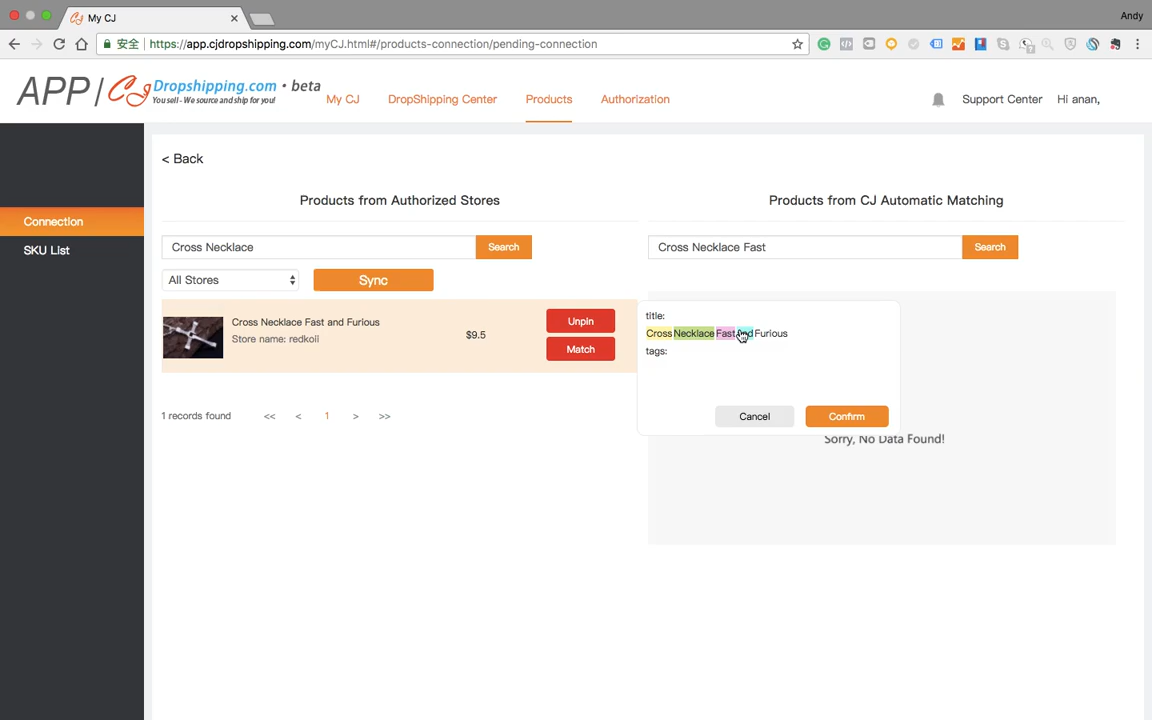 My CJ
Andy
安全 https://app.cjdropshipping.com/myCJ.html#/products-connection/pending-connection
APP / CJ Dropshipping.com • beta
You sell - We source and ship for you!
My CJ
DropShipping Center
Products
Authorization
Support Center
Hi anan,
Connection
SKU List
< Back
Products from Authorized Stores
Products from CJ Automatic Matching
Cross Necklace
Search
Cross Necklace Fast
Search
All Stores
Sync
Cross Necklace Fast and Furious
Store name: redkoii
$9.5
Unpin
Match
title:
Cross Necklace Fast and Furious
tags:
Cancel
Confirm
1 records found
<< < 1 > >>
Sorry, No Data Found!